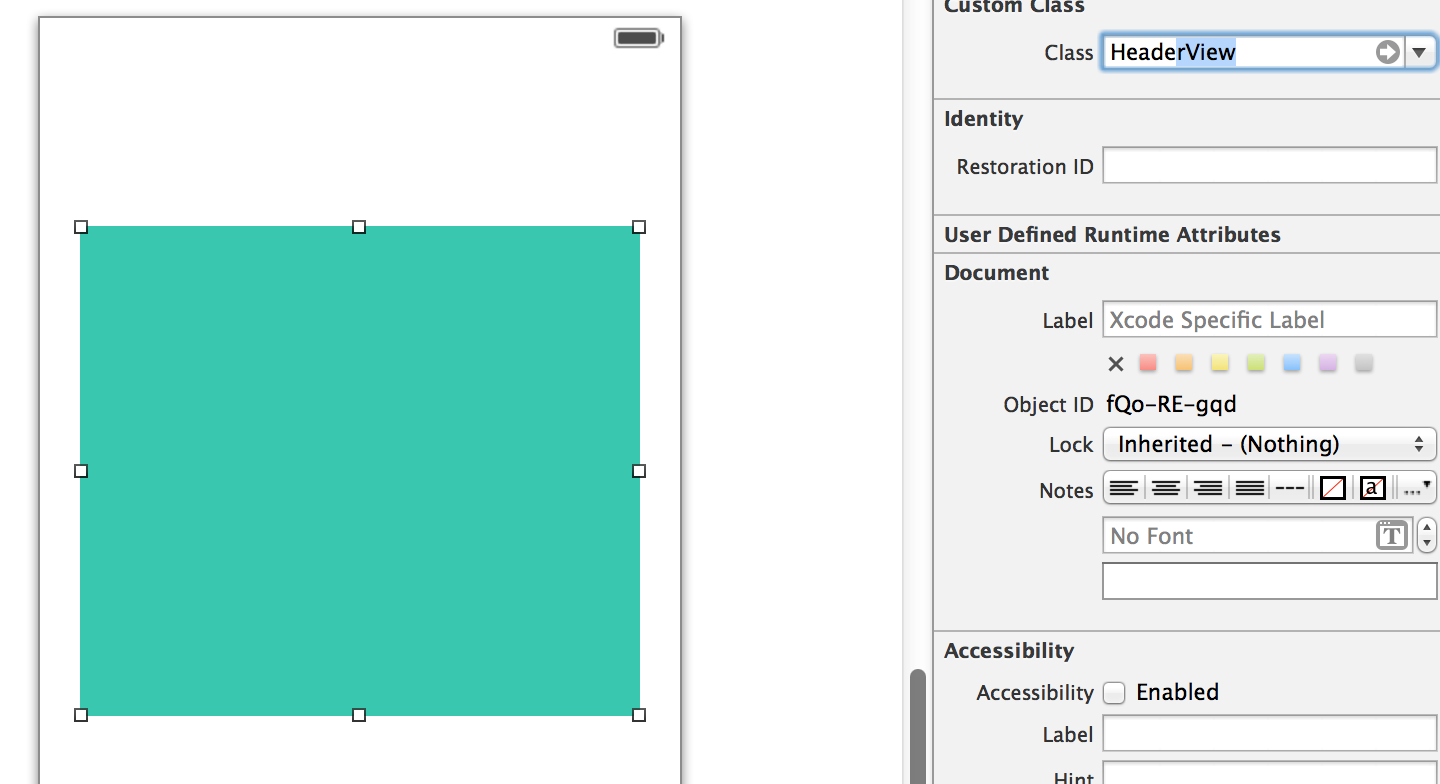 Custom Class
Class HeaderView
Identity
Restoration ID
User Defined Runtime Attributes
Document
Label Xcode Specific Label
Object ID fQo-RE-gqd
Lock Inherited - (Nothing)
Notes --- a ...
No Font T
Accessibility
Accessibility Enabled
Label
Hint